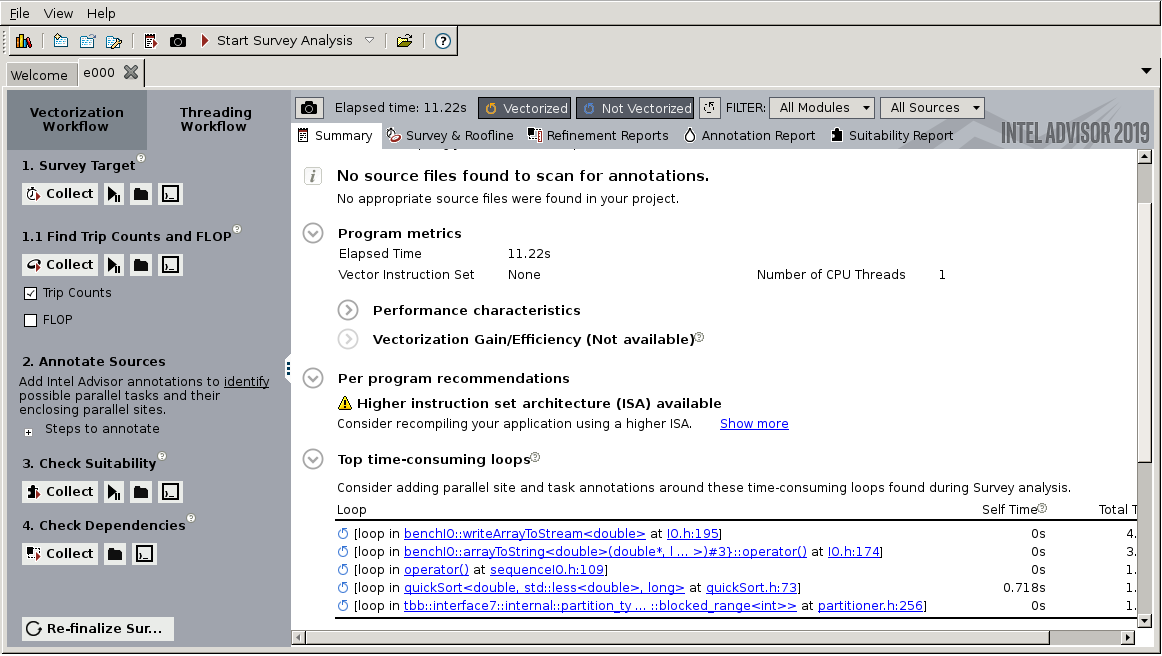 File View Help
Start Survey Analysis
Welcome e000
Vectorization Workflow
Threading Workflow
Elapsed time: 11.22s Vectorized Not Vectorized FILTER: All Modules All Sources
Summary Survey & Roofline Refinement Reports Annotation Report Suitability Report
INTEL ADVISOR 2019
1. Survey Target
Collect
1.1 Find Trip Counts and FLOP
Collect
Trip Counts
FLOP
2. Annotate Sources
Add Intel Advisor annotations to identify
possible parallel tasks and their
enclosing parallel sites.
Steps to annotate
3. Check Suitability
Collect
4. Check Dependencies
Collect
Re-finalize Sur...
No source files found to scan for annotations.
No appropriate source files were found in your project.
Program metrics
Elapsed Time 11.22s
Vector Instruction Set None Number of CPU Threads 1
Performance characteristics
Vectorization Gain/Efficiency (Not available)
Per program recommendations
Higher instruction set architecture (ISA) available
Consider recompiling your application using a higher ISA. Show more
Top time-consuming loops
Consider adding parallel site and task annotations around these time-consuming loops found during Survey analysis.
Loop Self Time Total T
[loop in benchIO::writeArrayToStream<double> at IO.h:195] 0s 4.
[loop in benchIO::arrayToString<double>(double*, l ... >)#3}::operator() at IO.h:174] 0s 3.
[loop in operator() at sequenceIO.h:109] 0s 1.
[loop in quickSort<double, std::less<double>, long> at quickSort.h:73] 0.718s 1.
[loop in tbb::interface7::internal::partition_ty ... ::blocked_range<int>> at partitioner.h:256] 0s 1.